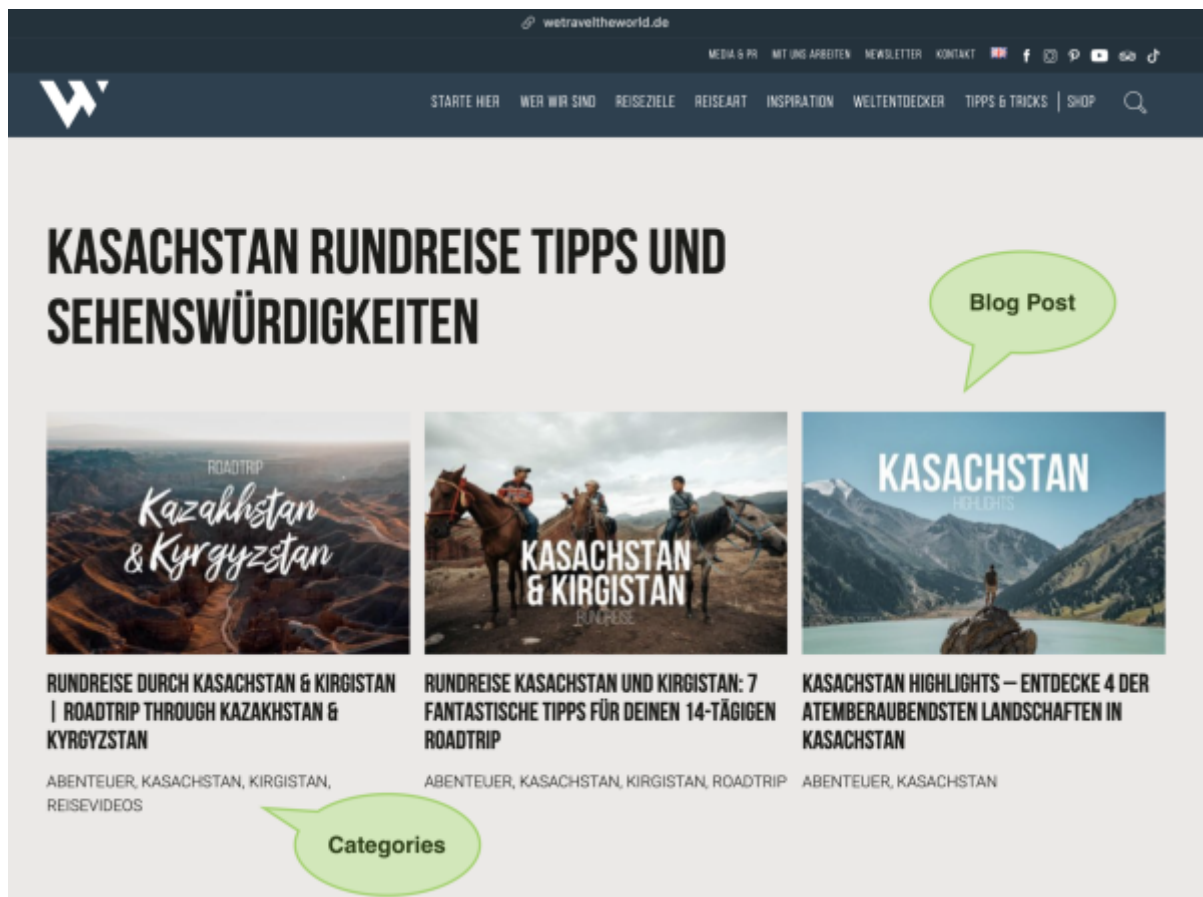 wetraveltheworld.de
MEDIA & PR MIT UNS ARBEITEN NEWSLETTER KONTAKT
STARTE HIER WER WIR SIND REISEZIELE REISEART INSPIRATION WELTENTDECKER TIPPS & TRICKS | SHOP
KASACHSTAN RUNDREISE TIPPS UND
SEHENSWÜRDIGKEITEN
Blog Post
ROADTRIP
Kazakhstan
& Kyrgyzstan
KASACHSTAN
& KIRGISTAN
RUNDREISE
KASACHSTAN
HIGHLIGHTS
RUNDREISE DURCH KASACHSTAN & KIRGISTAN
| ROADTRIP THROUGH KAZAKHSTAN &
KYRGYZSTAN
ABENTEUER, KASACHSTAN, KIRGISTAN,
REISEVIDEOS
RUNDREISE KASACHSTAN UND KIRGISTAN: 7
FANTASTISCHE TIPPS FÜR DEINEN 14-TÄGIGEN
ROADTRIP
ABENTEUER, KASACHSTAN, KIRGISTAN, ROADTRIP
KASACHSTAN HIGHLIGHTS – ENTDECKE 4 DER
ATEMBERAUBENDSTEN LANDSCHAFTEN IN
KASACHSTAN
ABENTEUER, KASACHSTAN
Categories